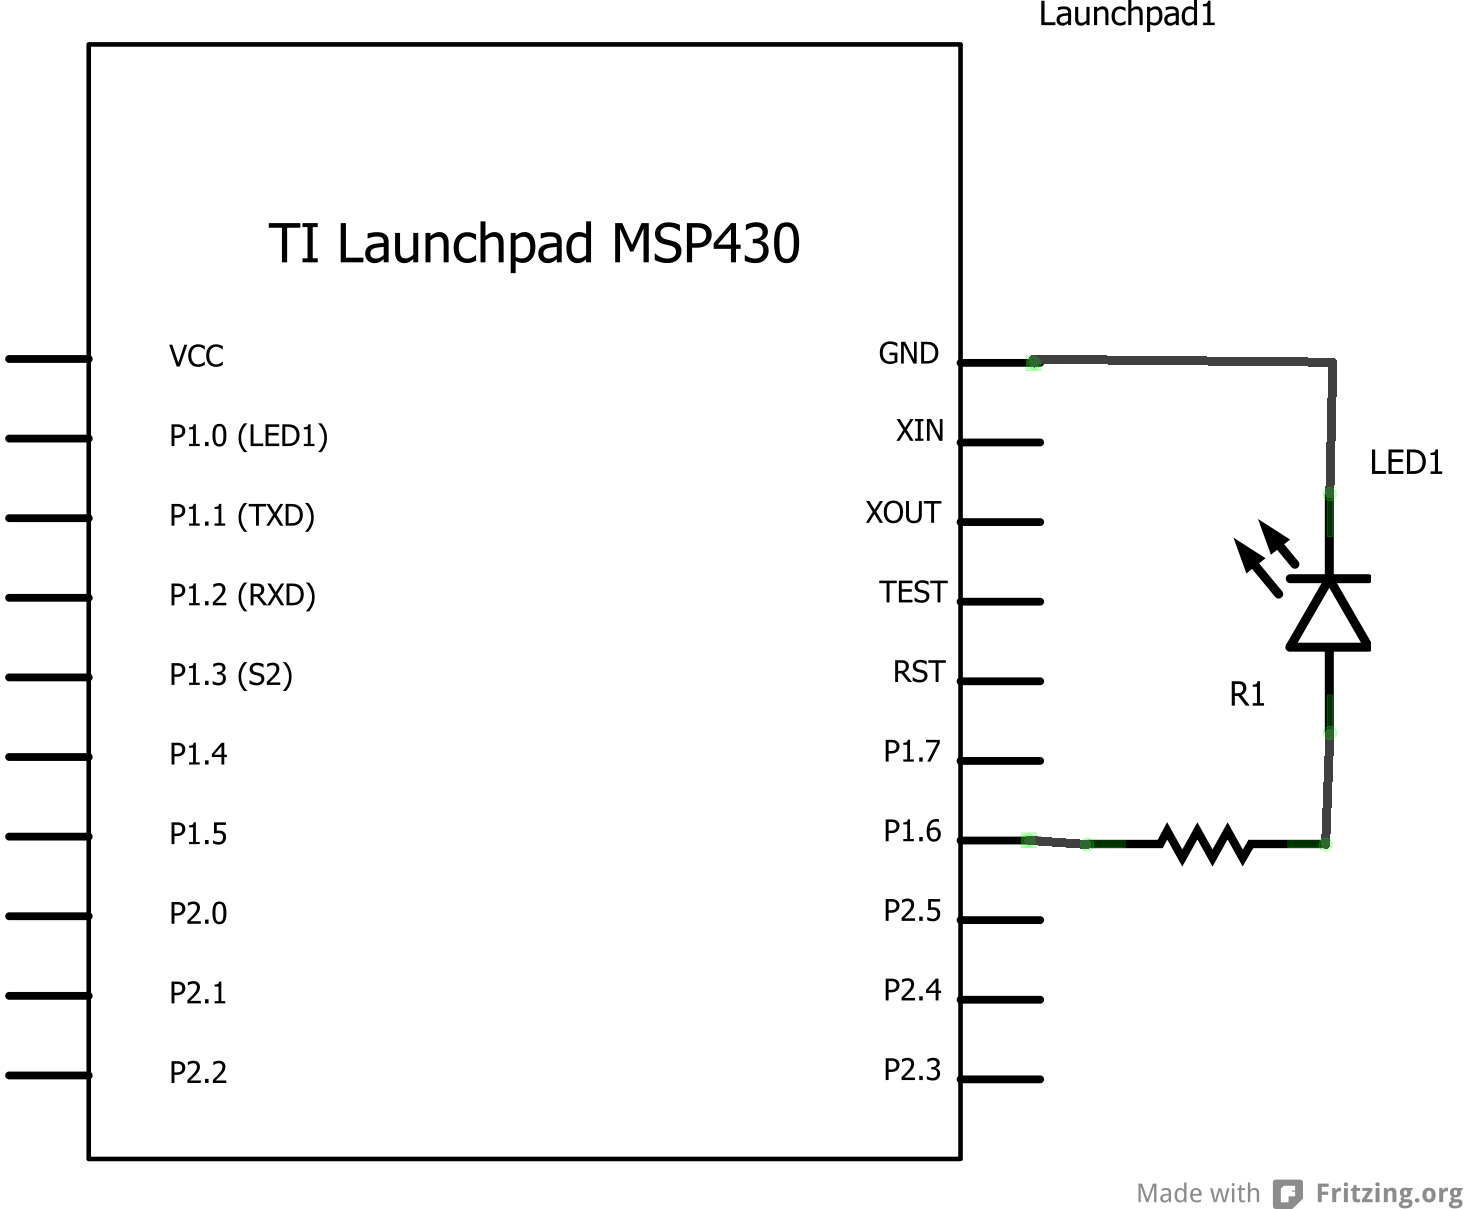 Launchpad1
TI Launchpad MSP430
VCC
GND
P1.0 (LED1)
XIN
LED1
P1.1 (TXD)
XOUT
P1.2 (RXD)
TEST
P1.3 (S2)
RST
R1
P1.4
P1.7
P1.5
P1.6
P2.0
P2.5
P2.1
P2.4
P2.2
P2.3
Made with Fritzing.org